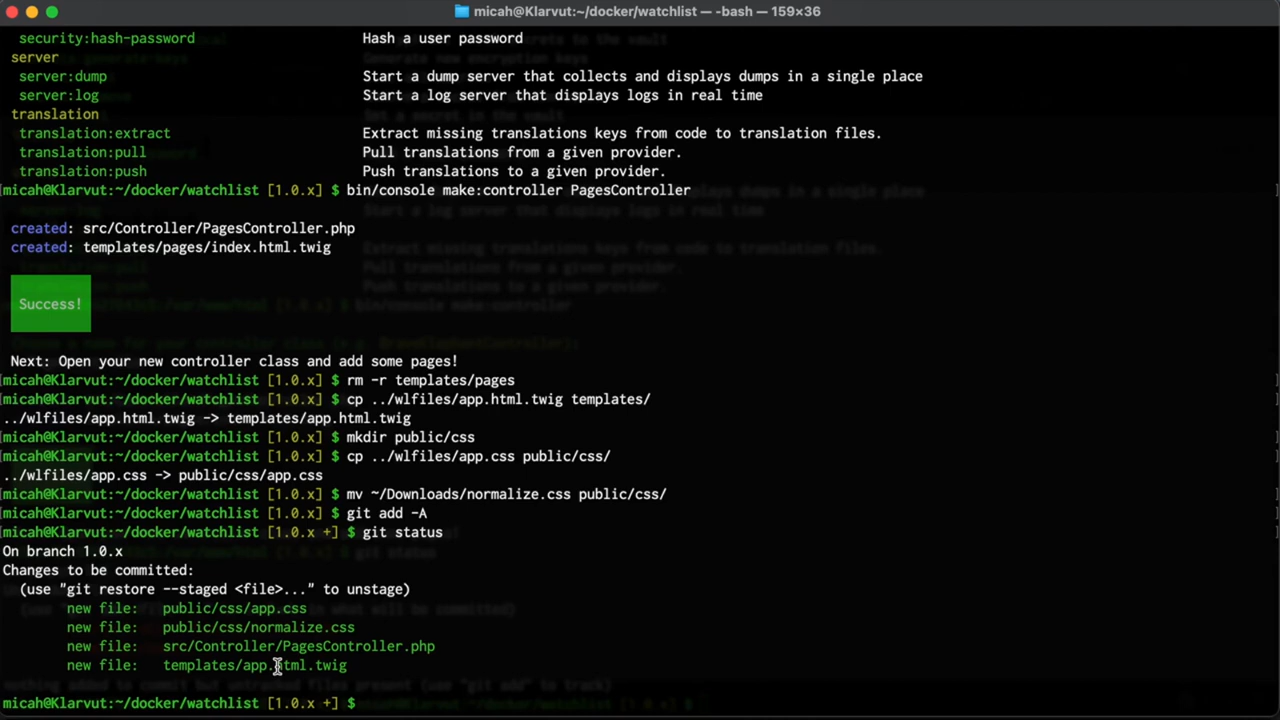 micah@Klarvut:~/docker/watchlist — -bash — 159×36
security:hash-password Hash a user password
server
server:dump Start a dump server that collects and displays dumps in a single place
server:log Start a log server that displays logs in real time
translation
translation:extract Extract missing translations keys from code to translation files.
translation:pull Pull translations from a given provider.
translation:push Push translations to a given provider.
[micah@Klarvut:~/docker/watchlist [1.0.x] $ bin/console make:controller PagesController ]
created: src/Controller/PagesController.php
created: templates/pages/index.html.twig
Success!
Next: Open your new controller class and add some pages!
[micah@Klarvut:~/docker/watchlist [1.0.x] $ rm -r templates/pages ]
[micah@Klarvut:~/docker/watchlist [1.0.x] $ cp ../wlfiles/app.html.twig templates/ ]
../wlfiles/app.html.twig -> templates/app.html.twig
[micah@Klarvut:~/docker/watchlist [1.0.x] $ mkdir public/css ]
[micah@Klarvut:~/docker/watchlist [1.0.x] $ cp ../wlfiles/app.css public/css/ ]
../wlfiles/app.css -> public/css/app.css
[micah@Klarvut:~/docker/watchlist [1.0.x] $ mv ~/Downloads/normalize.css public/css/ ]
[micah@Klarvut:~/docker/watchlist [1.0.x] $ git add -A ]
[micah@Klarvut:~/docker/watchlist [1.0.x +] $ git status ]
On branch 1.0.x
Changes to be committed:
(use "git restore --staged <file>..." to unstage)
new file: public/css/app.css
new file: public/css/normalize.css
new file: src/Controller/PagesController.php
new file: templates/app.html.twig
micah@Klarvut:~/docker/watchlist [1.0.x +] $